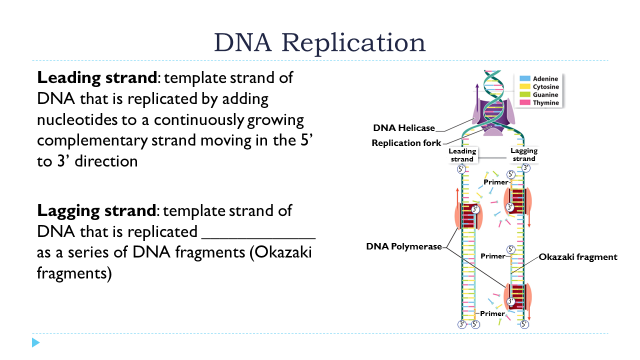 DNA Replication
Leading strand: template strand of
DNA that is replicated by adding
nucleotides to a continuously growing
complementary strand moving in the 5’
to 3’ direction
Lagging strand: template strand of
DNA that is replicated ____________
as a series of DNA fragments (Okazaki
fragments)
Adenine
Cytosine
Guanine
Thymine
DNA Helicase
Replication fork
Leading
strand
Lagging
strand
Primer
DNA Polymerase
Primer
Okazaki fragment
Primer